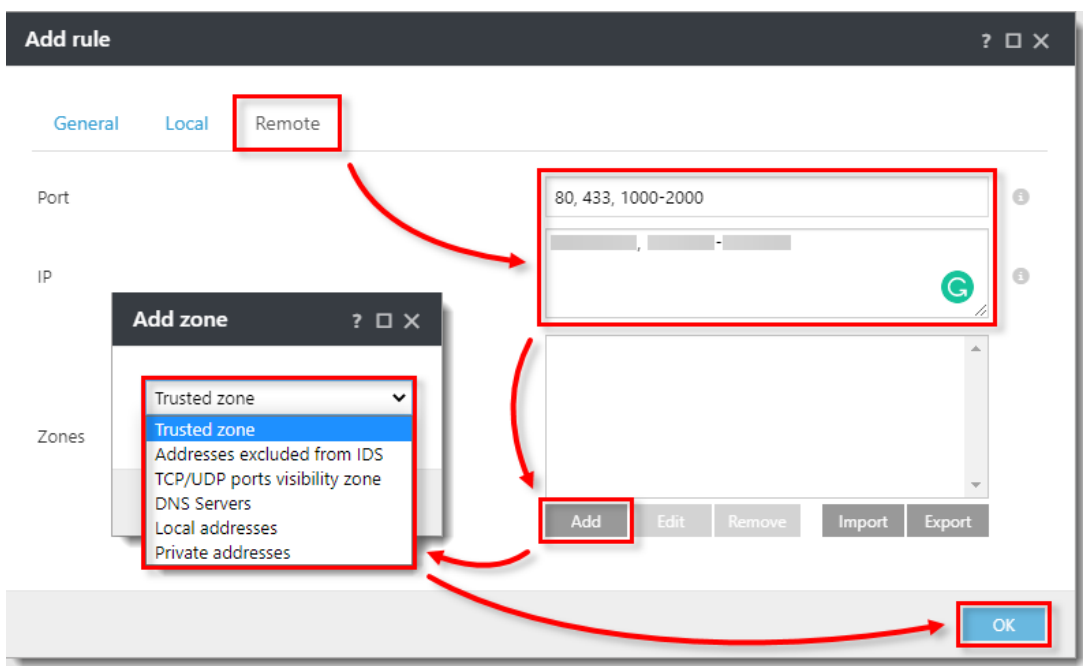 Add rule
?
General Local Remote
Port
80, 433, 1000-2000
IP
, -
Add zone
?
Trusted zone
Trusted zone
Addresses excluded from IDS
TCP/UDP ports visibility zone
DNS Servers
Local addresses
Private addresses
Zones
Add Edit Remove Import Export
OK